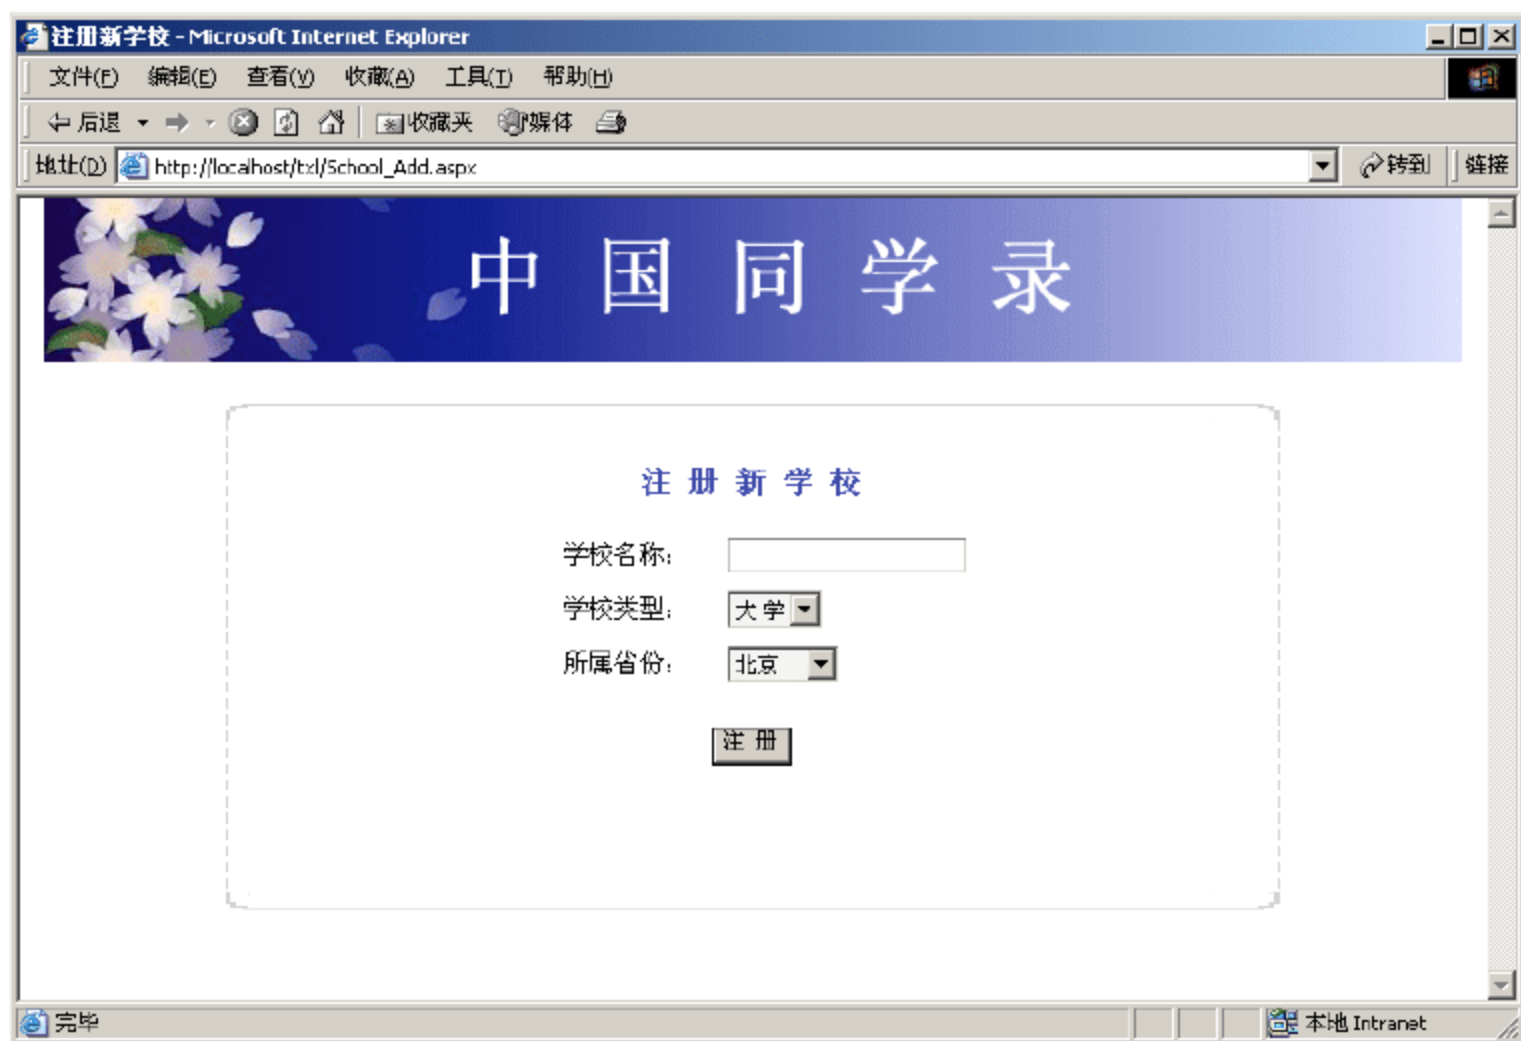 注册新学校 - Microsoft Internet Explorer
文件(F) 编辑(E) 查看(V) 收藏(A) 工具(T) 帮助(H)
后退 收藏夹 媒体
地址(D) http://localhost/txl/School_Add.aspx 转到 链接
中国同学录
注册新学校
学校名称：
学校类型： 大学
所属省份： 北京
注册
完毕 本地 Intranet